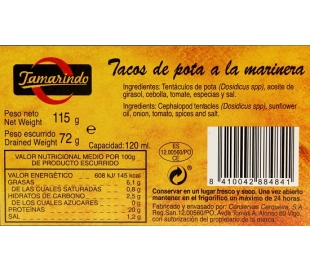 Tamarindo
Tacos de pota a la marinera
Ingredientes: Tentáculos de pota (Dosidicus spp), aceite de
girasol, cebolla, tomate, especias y sal.
Ingredients: Cephalopod tentacles (Dosidicus spp), sunflower
oil, onion, tomato, spices and salt.
Peso neto
Net Weight 115 g
Peso escurrido
Drained Weight 72 g
e
Capacidad: 120 ml.
VALOR NUTRICIONAL MEDIO POR 100g
DE PRODUCTO ESCURRIDO
VALOR ENERGÉTICO 608 kJ/ 145 kcal
GRASAS 6,1 g
DE LAS CUALES SATURADAS 0,8 g
HIDRATOS DE CARBONO 2,5 g
DE LOS CUALES AZÚCARES 0 g
PROTEÍNAS 20 g
SAL 1,2 g
ES
12.00560/PO
CE
8 410042 884841
Conservar en un lugar fresco y seco. Una vez abierto
mantener en el frigorífico un máximo de 24 horas.
Fabricado y envasado por: Cerdeimar Cerqueira, S.A.
Reg. San. 12.00560/PO, Avda Tomás A. Alonso 80 Vigo.
con